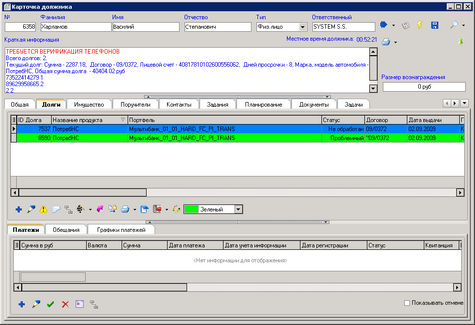 Карточка должника
№ Фамилия Имя Отчество Тип Ответственный
6358 Харламов Василий Степанович Физ.лицо SYSTEM S.S.
Краткая информация Местное время должника: 00:52:21
ТРЕБУЕТСЯ ВЕРИФИКАЦИЯ ТЕЛЕФОНОВ
Всего долгов: 2.
Текущий долг: Сумма - 2287.18, Договор - 09/0372, Лицевой счет - 40817810102600556062, Дней просрочки - 8, Марка, модель автомобиля -
ПотребНС. Общая сумма долга - 40404.02 руб
73522414279 1
89629958665 2
2 2
Размер вознаграждения
0 руб
Общая Долги Имущество Поручители Контакты Задания Планирование Документы Задачи
ID Долга Название продукта Портфель Статус Договор Дата выдачи
7537 ПотребНС Мультибанк_01_01_HARD_FC_PI_TRANS Не обработан 09/0372 02.09.2009
8590 ПотребНС Мультибанк_01_01_HARD_FC_PI_TRANS Проблемный "09/0372 02.09.2009
Зеленый
Платежи Обещания Графики платежей
Сумма в руб Валюта Сумма Дата платежа Дата учета информации Дата регистрации Статус Квитанция
<Нет информации для отображения>
Показывать отмене